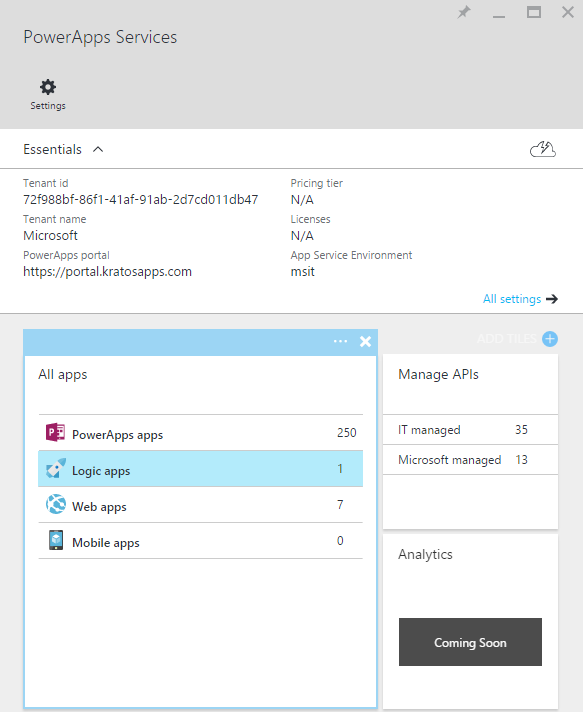 PowerApps Services
Settings
Essentials
Tenant id
72f988bf-86f1-41af-91ab-2d7cd011db47
Tenant name
Microsoft
PowerApps portal
https://portal.kratosapps.com
Pricing tier
N/A
Licenses
N/A
App Service Environment
msit
All settings
ADD TILES
All apps
PowerApps apps 250
Logic apps 1
Web apps 7
Mobile apps 0
Manage APIs
IT managed 35
Microsoft managed 13
Analytics
Coming Soon